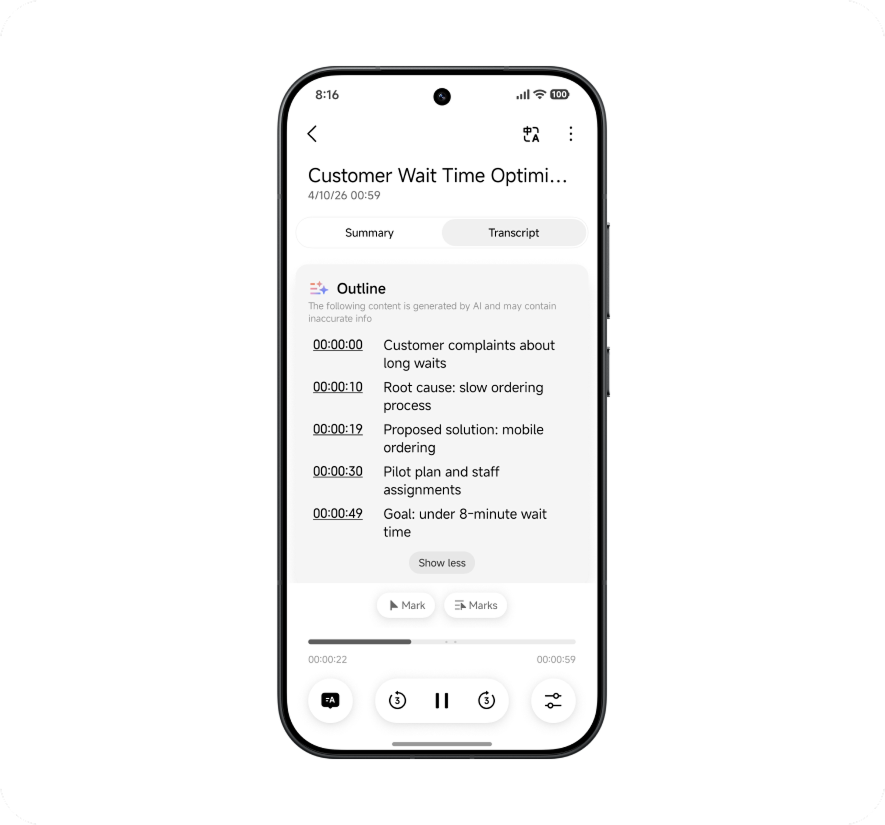 8:16
100
Customer Wait Time Optimi...
4/10/26 00:59
Summary
Transcript
Outline
The following content is generated by AI and may contain
inaccurate info
00:00:00
Customer complaints about
long waits
00:00:10
Root cause: slow ordering
process
00:00:19
Proposed solution: mobile
ordering
00:00:30
Pilot plan and staff
assignments
00:00:49
Goal: under 8-minute wait
time
Show less
Mark
Marks
00:00:22
00:00:59
A
3
3